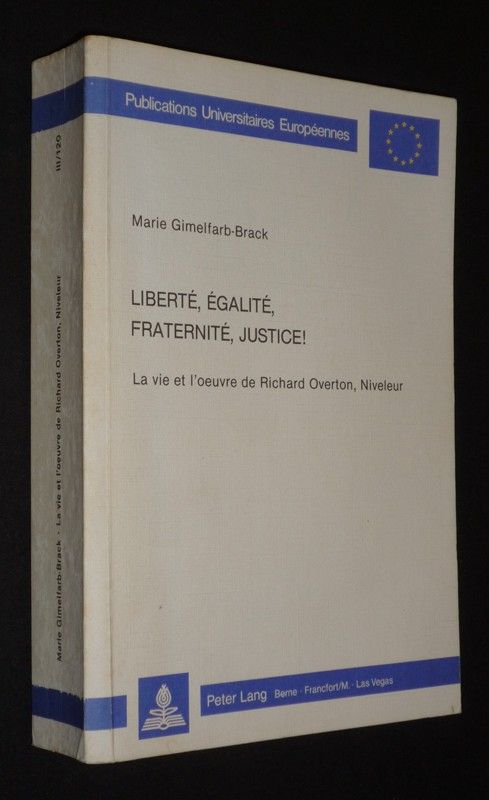 Publications Universitaires Européennes
Marie Gimelfarb-Brack
LIBERTÉ, ÉGALITÉ,
FRATERNITÉ, JUSTICE!
La vie et l'oeuvre de Richard Overton, Niveleur
Peter Lang Berne · Francfort/M. · Las Vegas
Marie Gimelfarb-Brack · La vie et l'oeuvre de Richard Overton, Niveleur
III/120